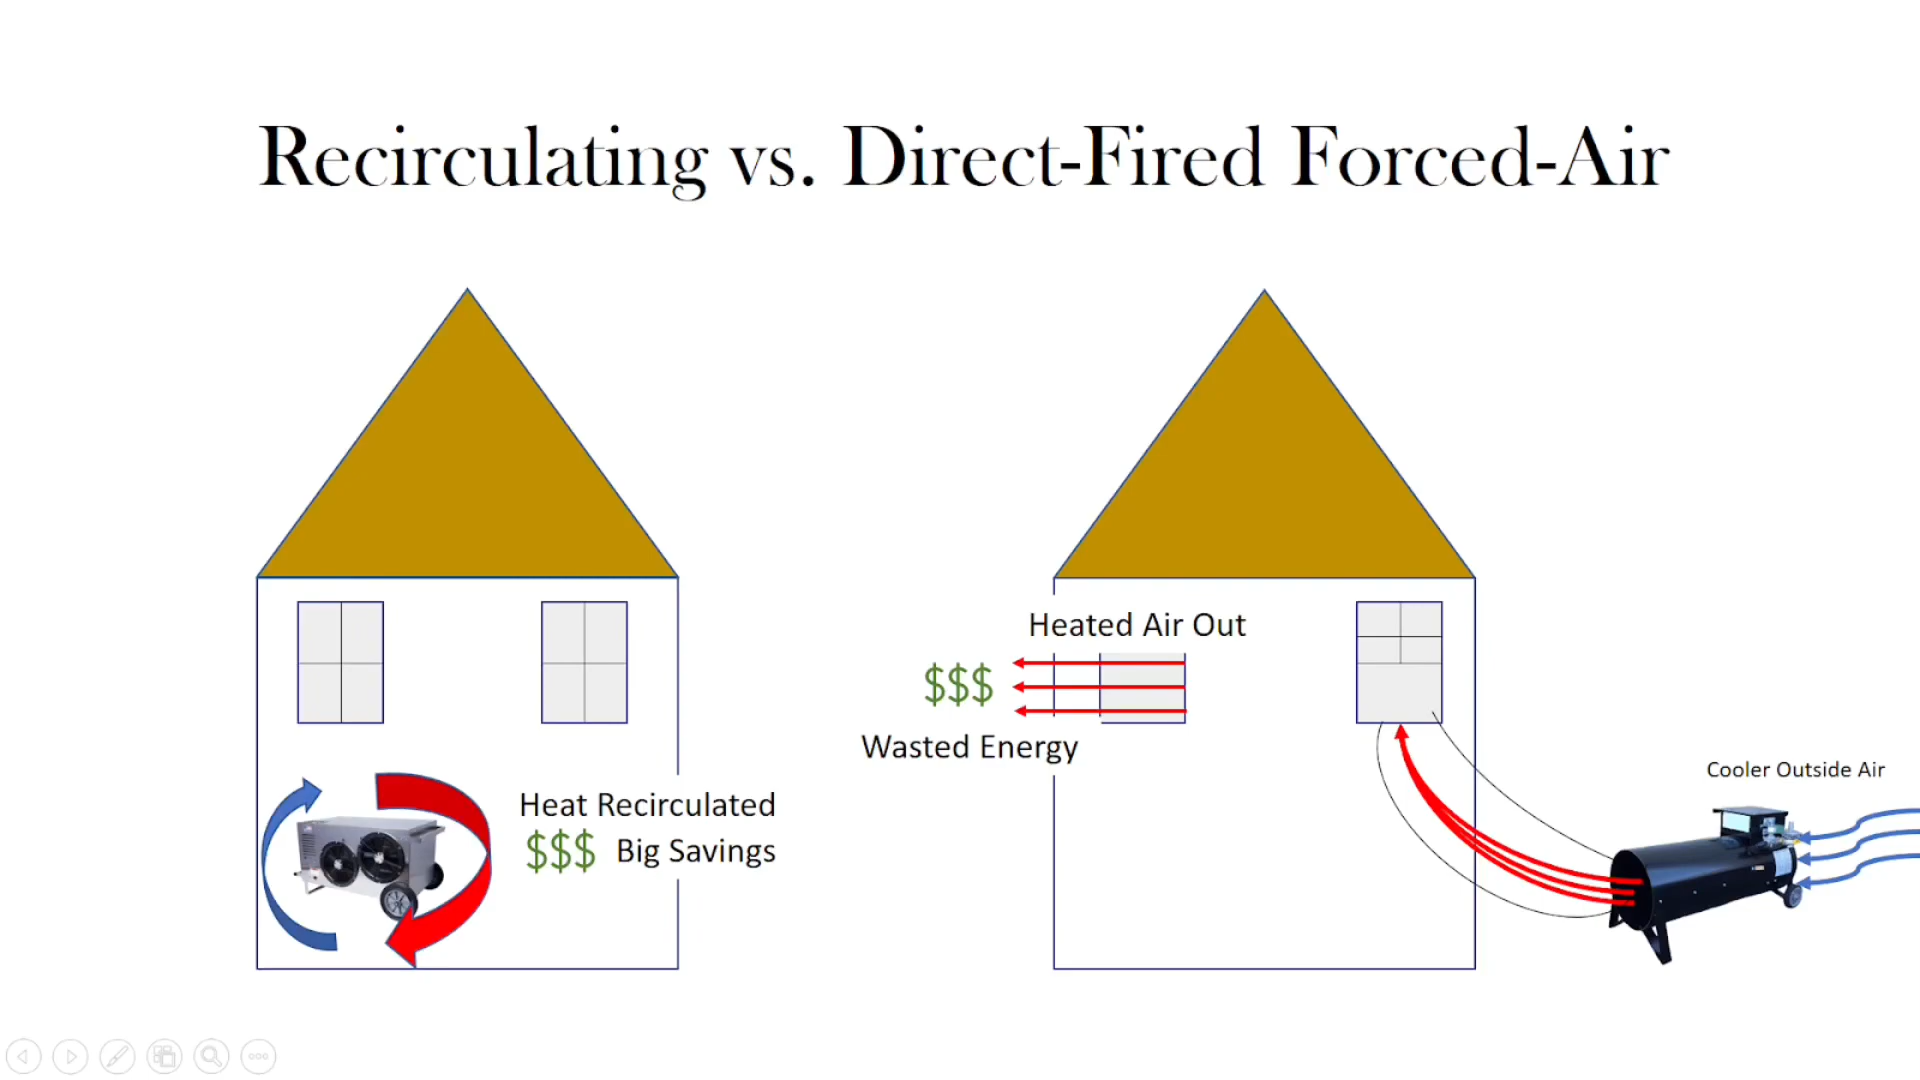 Recirculating vs. Direct-Fired Forced-Air
Heat Recirculated
$$$ Big Savings
Heated Air Out
$$$
Wasted Energy
Cooler Outside Air